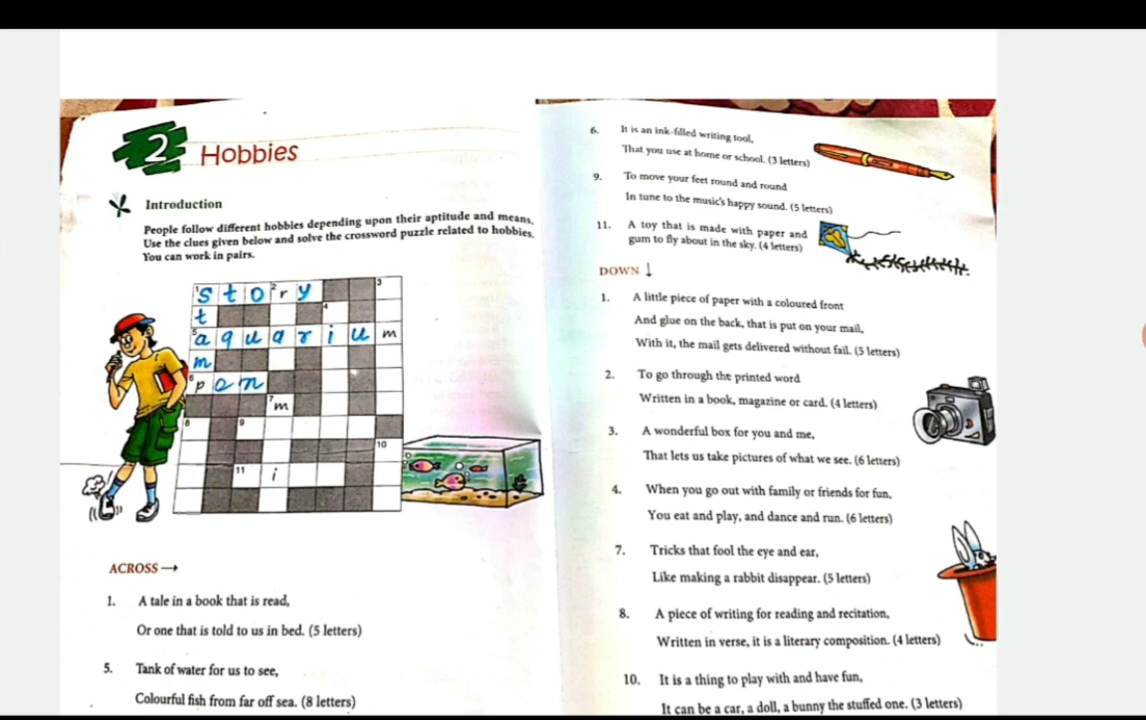 2 Hobbies
Introduction
People follow different hobbies depending upon their aptitude and means.
Use the clues given below and solve the crossword puzzle related to hobbies.
You can work in pairs.
1 s t o 2 r y 3
t 4
5 a q u a r i u m
m
6 p e n
7 m
8 9
10
11 i
ACROSS →
1. A tale in a book that is read,
Or one that is told to us in bed. (5 letters)
5. Tank of water for us to see,
Colourful fish from far off sea. (8 letters)
6. It is an ink-filled writing tool,
That you use at home or school. (3 letters)
9. To move your feet round and round
In tune to the music's happy sound. (5 letters)
11. A toy that is made with paper and
gum to fly about in the sky. (4 letters)
DOWN ↓
1. A little piece of paper with a coloured front
And glue on the back, that is put on your mail,
With it, the mail gets delivered without fail. (5 letters)
2. To go through the printed word
Written in a book, magazine or card. (4 letters)
3. A wonderful box for you and me,
That lets us take pictures of what we see. (6 letters)
4. When you go out with family or friends for fun,
You eat and play, and dance and run. (6 letters)
7. Tricks that fool the eye and ear,
Like making a rabbit disappear. (5 letters)
8. A piece of writing for reading and recitation,
Written in verse, it is a literary composition. (4 letters)
10. It is a thing to play with and have fun,
It can be a car, a doll, a bunny the stuffed one. (3 letters)